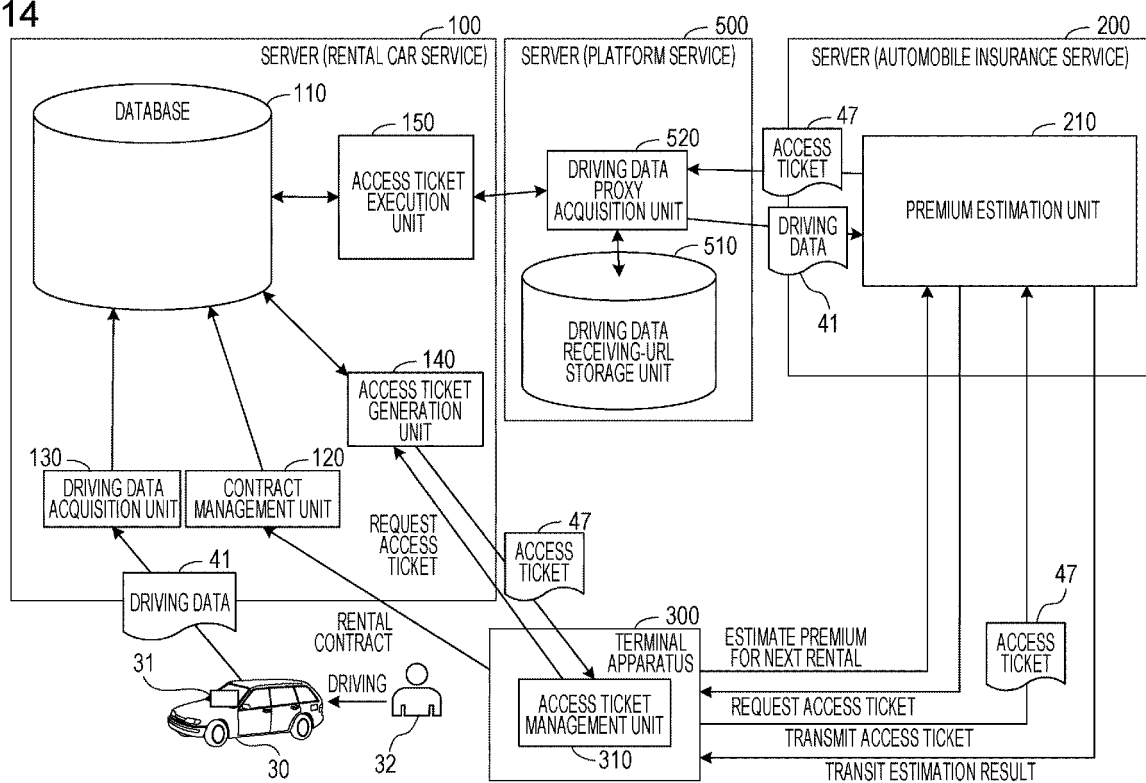 14
100
SERVER (RENTAL CAR SERVICE)
500
SERVER (PLATFORM SERVICE)
200
SERVER (AUTOMOBILE INSURANCE SERVICE)
110
DATABASE
150
ACCESS TICKET
EXECUTION
UNIT
520
DRIVING DATA
PROXY
ACQUISITION UNIT
47
ACCESS
TICKET
210
PREMIUM ESTIMATION UNIT
DRIVING
DATA
41
510
DRIVING DATA
RECEIVING-URL
STORAGE UNIT
140
ACCESS TICKET
GENERATION
UNIT
130
DRIVING DATA
ACQUISITION UNIT
120
CONTRACT
MANAGEMENT UNIT
REQUEST
ACCESS
TICKET
47
ACCESS
TICKET
41
DRIVING DATA
RENTAL
CONTRACT
300
TERMINAL
APPARATUS
ESTIMATE PREMIUM
FOR NEXT RENTAL
47
ACCESS
TICKET
31
DRIVING
ACCESS TICKET
MANAGEMENT UNIT
310
REQUEST ACCESS TICKET
TRANSMIT ACCESS TICKET
TRANSIT ESTIMATION RESULT
30
32